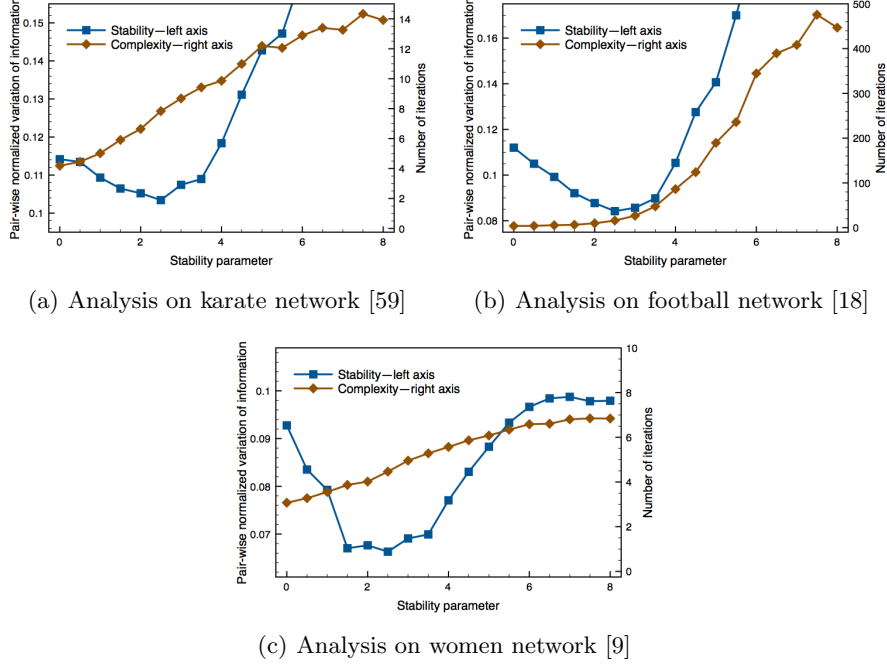 Pair-wise normalized variation of information
0.15
0.14
0.13
0.12
0.11
0.1
Stability—left axis
Complexity—right axis
14
12
10
8
6
4
2
0
Number of iterations
0
2
4
6
8
Stability parameter
(a) Analysis on karate network [59]
Pair-wise normalized variation of information
0.16
0.14
0.12
0.1
0.08
Stability—left axis
Complexity—right axis
500
400
300
200
100
0
Number of iterations
0
2
4
6
8
Stability parameter
(b) Analysis on football network [18]
Pair-wise normalized variation of information
0.1
0.09
0.08
0.07
Stability—left axis
Complexity—right axis
10
8
6
4
2
0
Number of iterations
0
2
4
6
8
Stability parameter
(c) Analysis on women network [9]